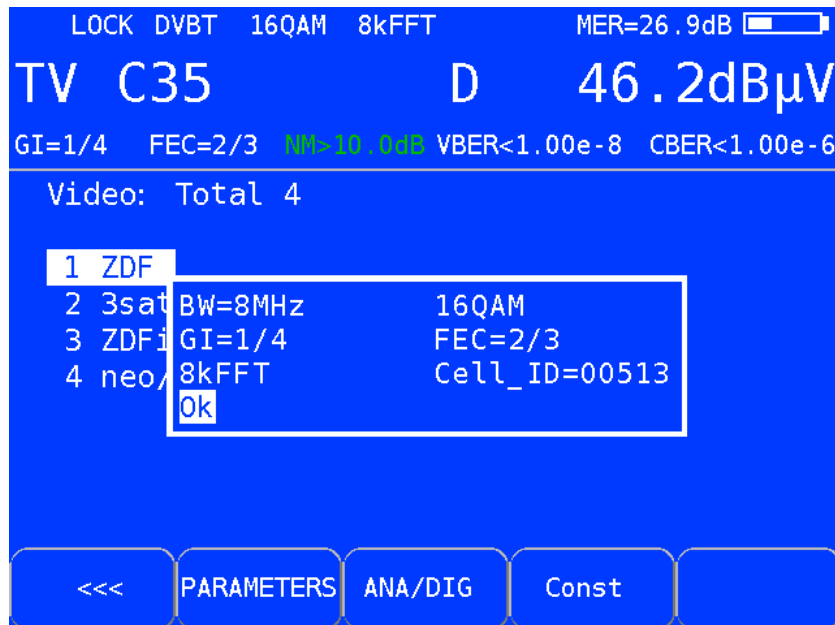 LOCK DVBT 16QAM 8kFFT MER=26.9dB
TV C35 D 46.2dBµV
GI=1/4 FEC=2/3 NM>10.0dB VBER<1.00e-8 CBER<1.00e-6
Video: Total 4
1 ZDF
2 3sat
3 ZDFi
4 neo/
BW=8MHz 16QAM
GI=1/4 FEC=2/3
8kFFT Cell_ID=00513
Ok
<<< PARAMETERS ANA/DIG Const